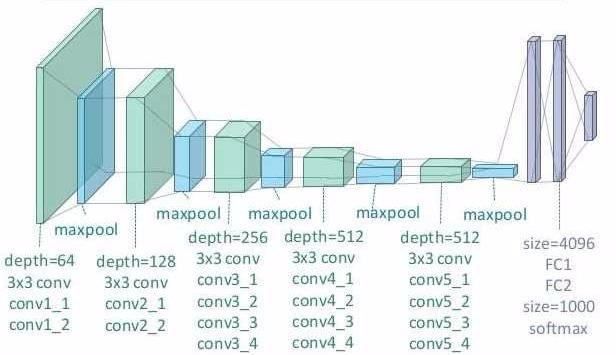 maxpool
maxpool
maxpool
maxpool
maxpool
depth=64
3x3 conv
conv1_1
conv1_2
depth=128
3x3 conv
conv2_1
conv2_2
depth=256
3x3 conv
conv3_1
conv3_2
conv3_3
conv3_4
depth=512
3x3 conv
conv4_1
conv4_2
conv4_3
conv4_4
depth=512
3x3 conv
conv5_1
conv5_2
conv5_3
conv5_4
size=4096
FC1
FC2
size=1000
softmax